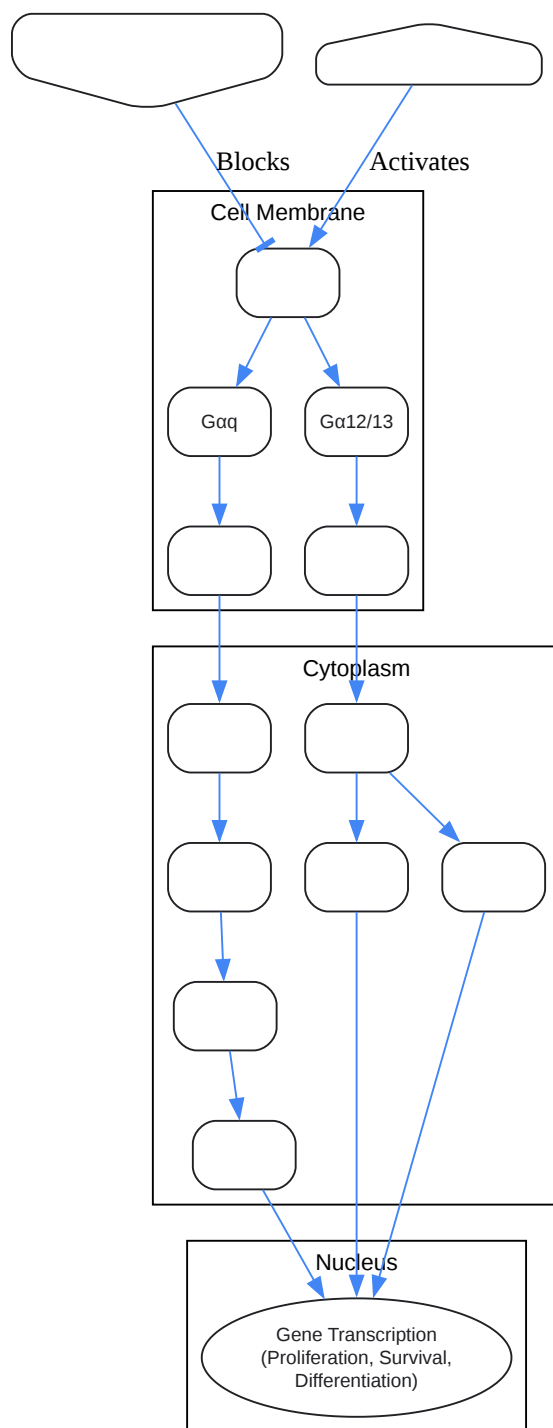 Blocks
Activates
Cell Membrane
Gαq
Gα12/13
Cytoplasm
Nucleus
Gene Transcription
(Proliferation, Survival,
Differentiation)